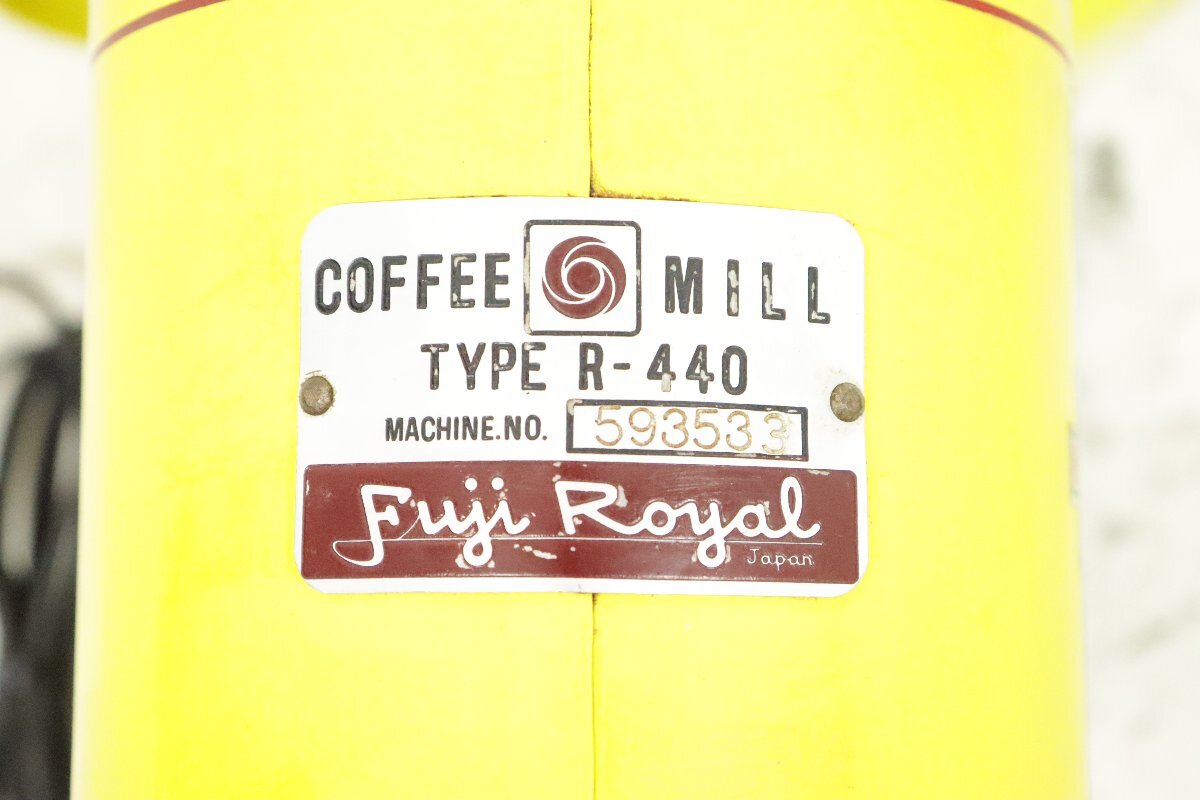 COFFEE MILL
TYPE R-440
MACHINE.NO. 593533
Fuji Royal
Japan